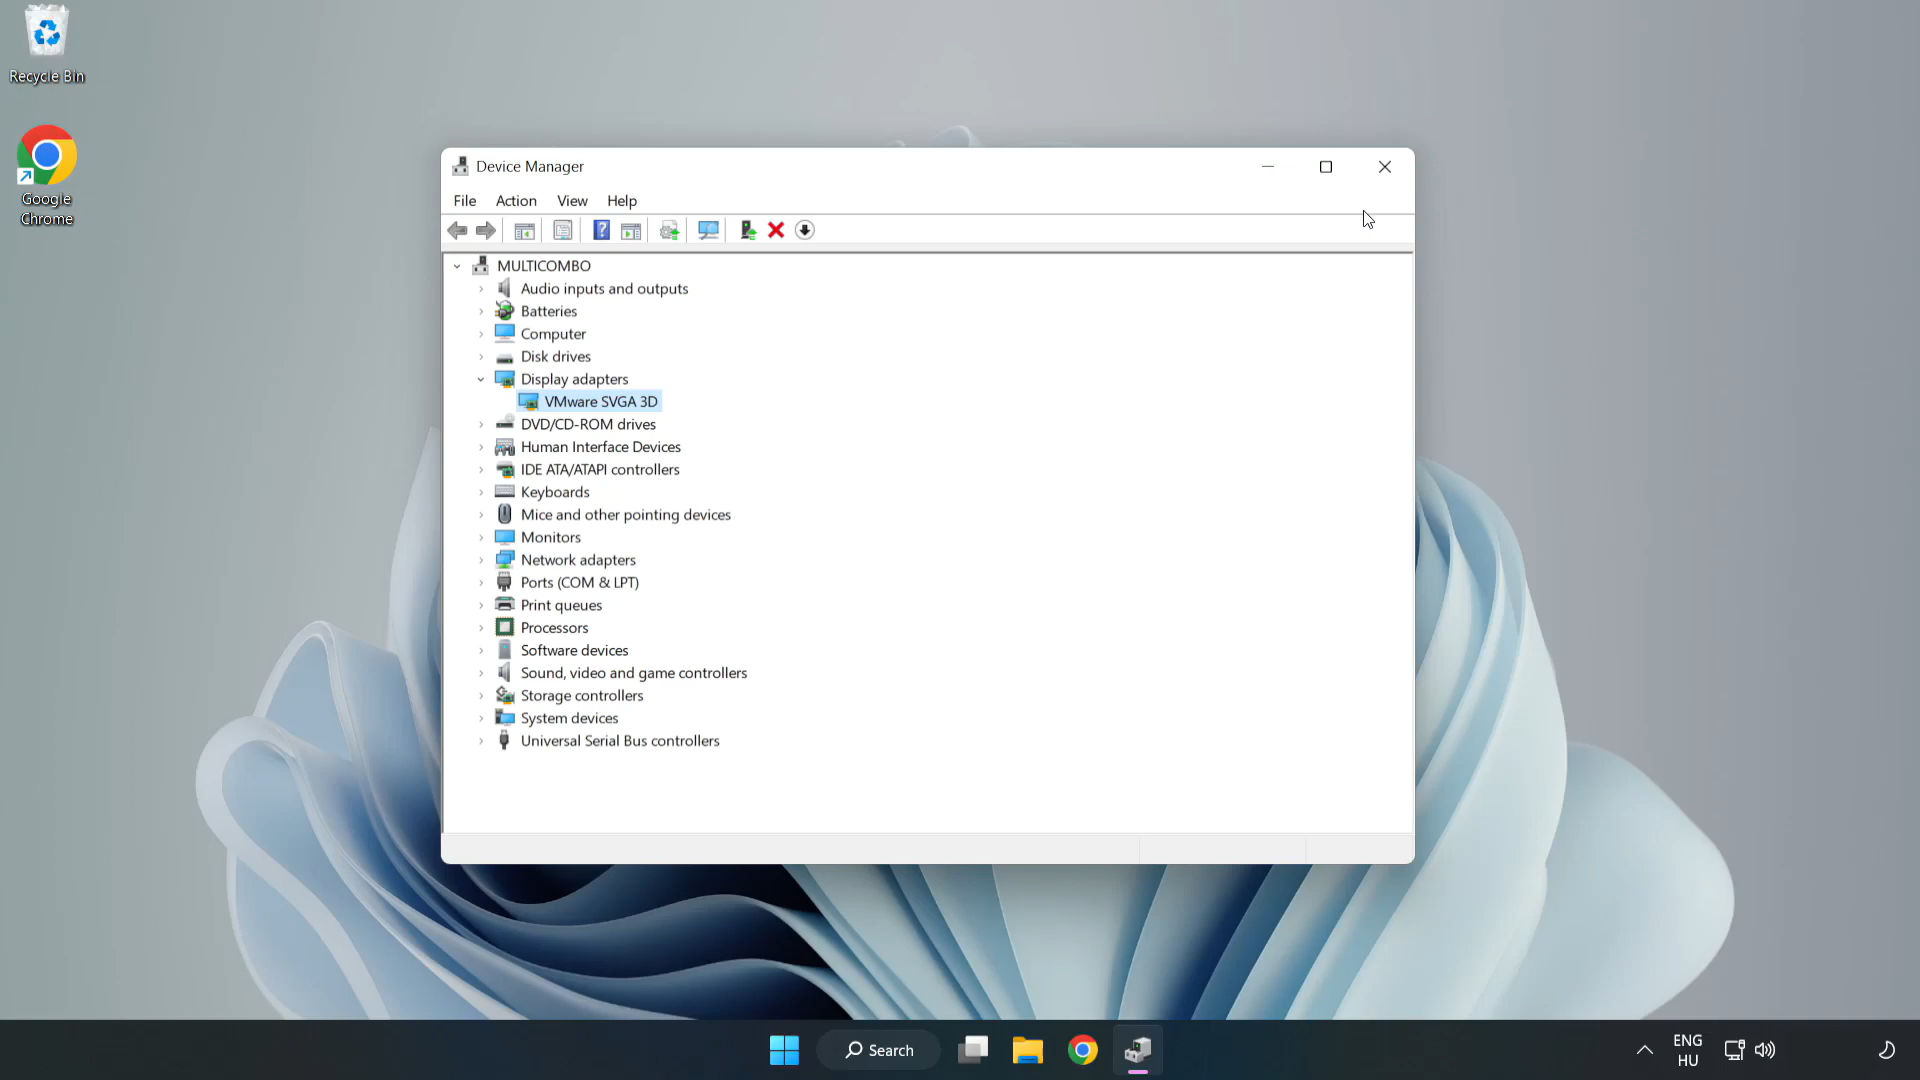 Recycle Bin
Google
Chrome
Device Manager
File Action View Help
MULTICOMBO
Audio inputs and outputs
Batteries
Computer
Disk drives
Display adapters
VMware SVGA 3D
DVD/CD-ROM drives
Human Interface Devices
IDE ATA/ATAPI controllers
Keyboards
Mice and other pointing devices
Monitors
Network adapters
Ports (COM & LPT)
Print queues
Processors
Software devices
Sound, video and game controllers
Storage controllers
System devices
Universal Serial Bus controllers
Search
ENG
HU